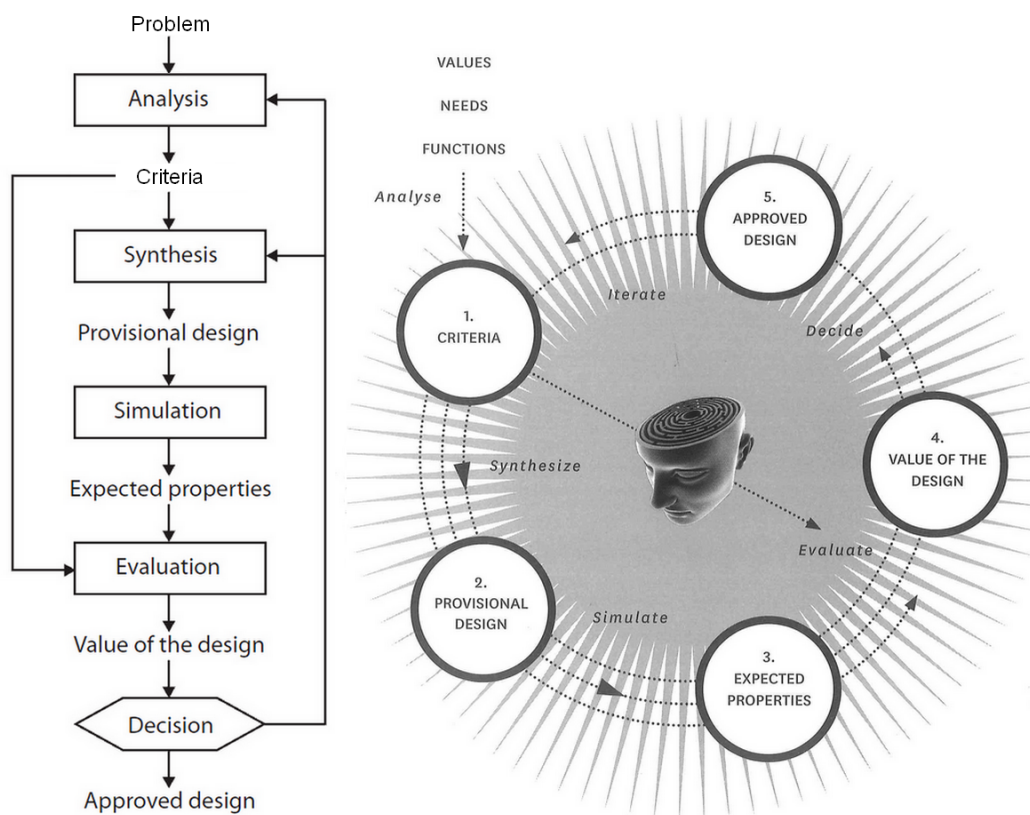 Problem
Analysis
Criteria
Synthesis
Provisional design
Simulation
Expected properties
Evaluation
Value of the design
Decision
Approved design
VALUES
NEEDS
FUNCTIONS
Analyse
1.
CRITERIA
Synthesize
2.
PROVISIONAL
DESIGN
Simulate
3.
EXPECTED
PROPERTIES
Evaluate
4.
VALUE OF THE
DESIGN
Decide
5.
APPROVED
DESIGN
Iterate